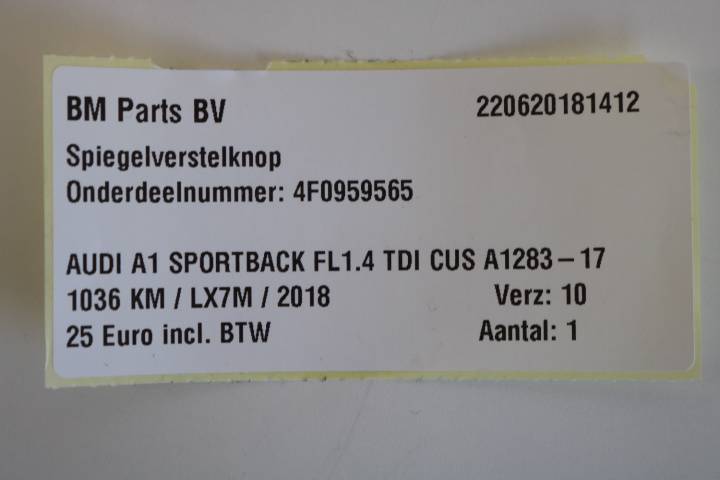 BM Parts BV 220620181412
Spiegelverstelknop
Onderdeelnummer: 4F0959565
AUDI A1 SPORTBACK FL1.4 TDI CUS A1283-17
1036 KM / LX7M / 2018 Verz: 10
25 Euro incl. BTW Aantal: 1